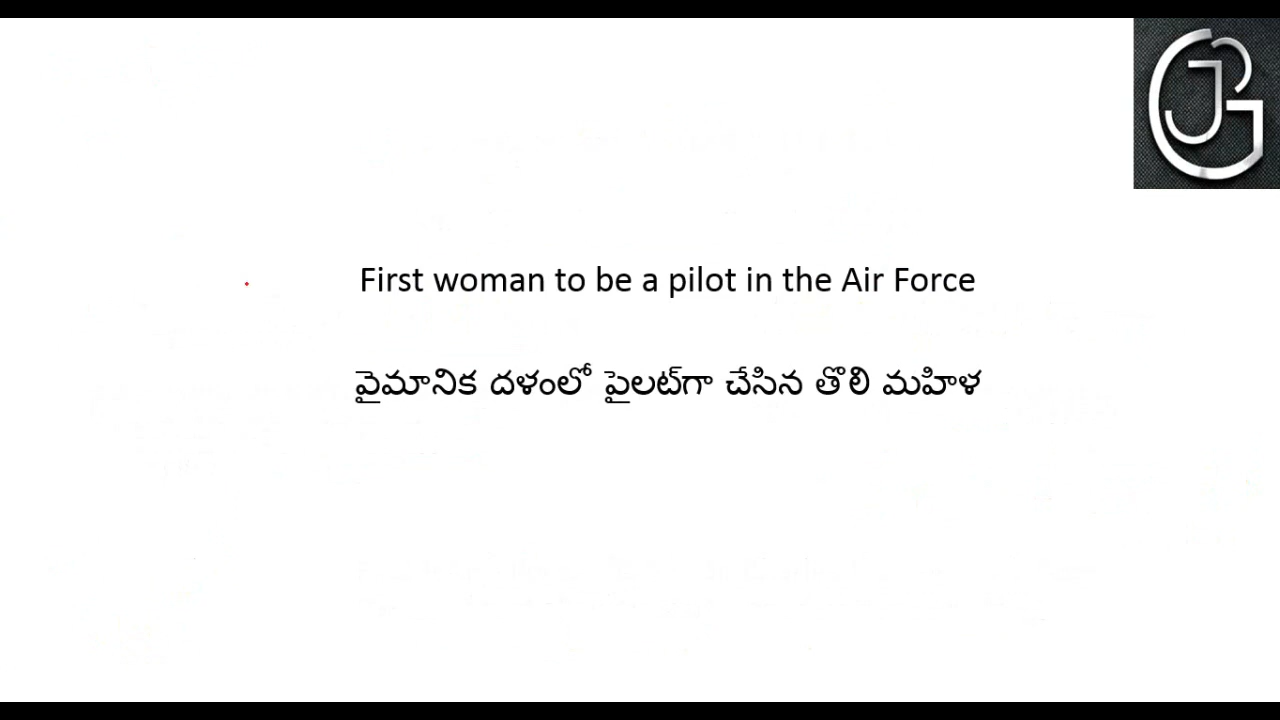 First woman to be a pilot in the Air Force
వైమానిక దళంలో పైలట్‌గా చేసిన తొలి మహిళ